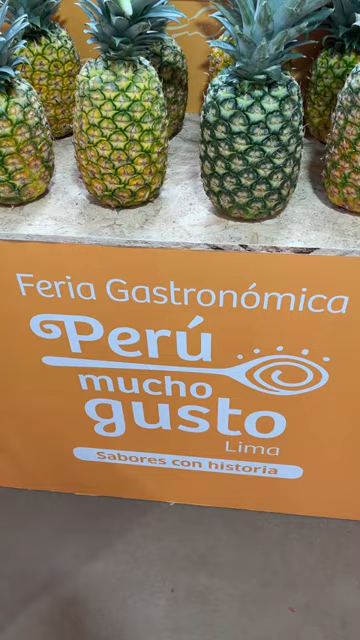 Feria Gastronómica
Perú
mucho
gusto
Lima
Sabores con historia